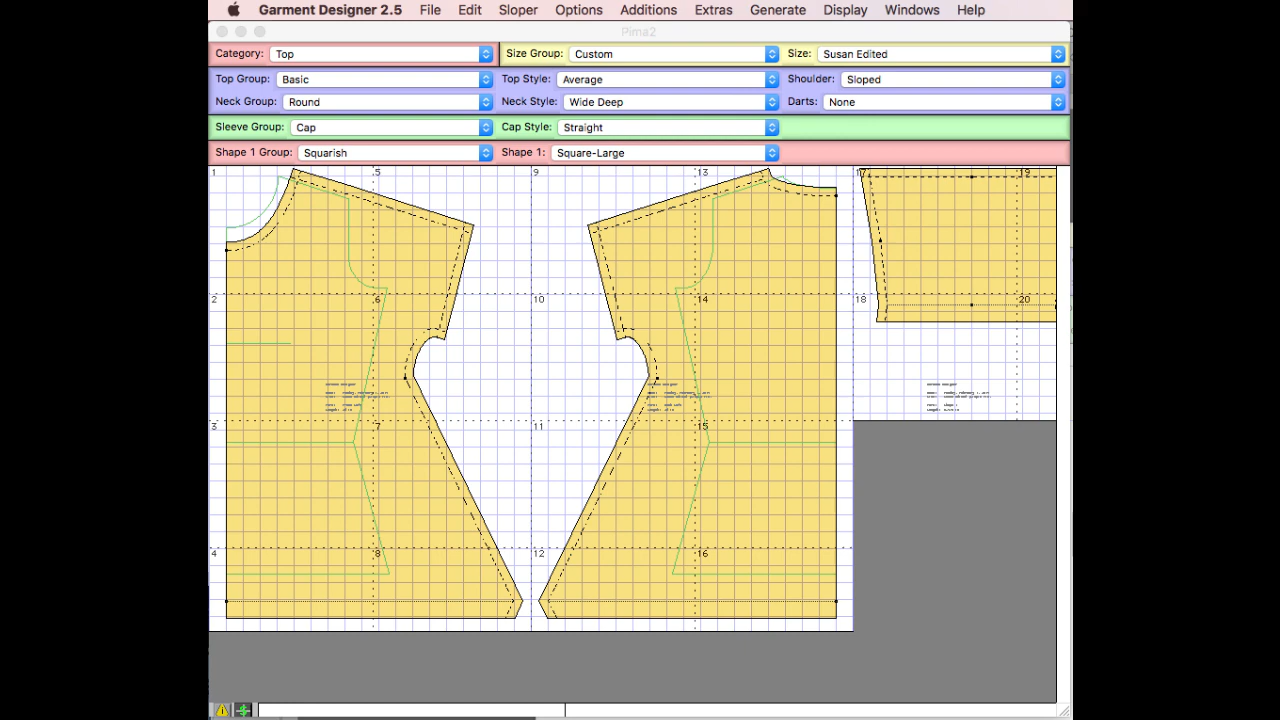 Garment Designer 2.5 File Edit Sloper Options Additions Extras Generate Display Windows Help
Pima2
Category: Top Size Group: Custom Size: Susan Edited
Top Group: Basic Top Style: Average Shoulder: Sloped
Neck Group: Round Neck Style: Wide Deep Darts: None
Sleeve Group: Cap Cap Style: Straight
Shape 1 Group: Squarish Shape 1: Square-Large
1 5 9 13 17 19
2 6 10 14 18 20
3 7 11 15
4 8 12 16